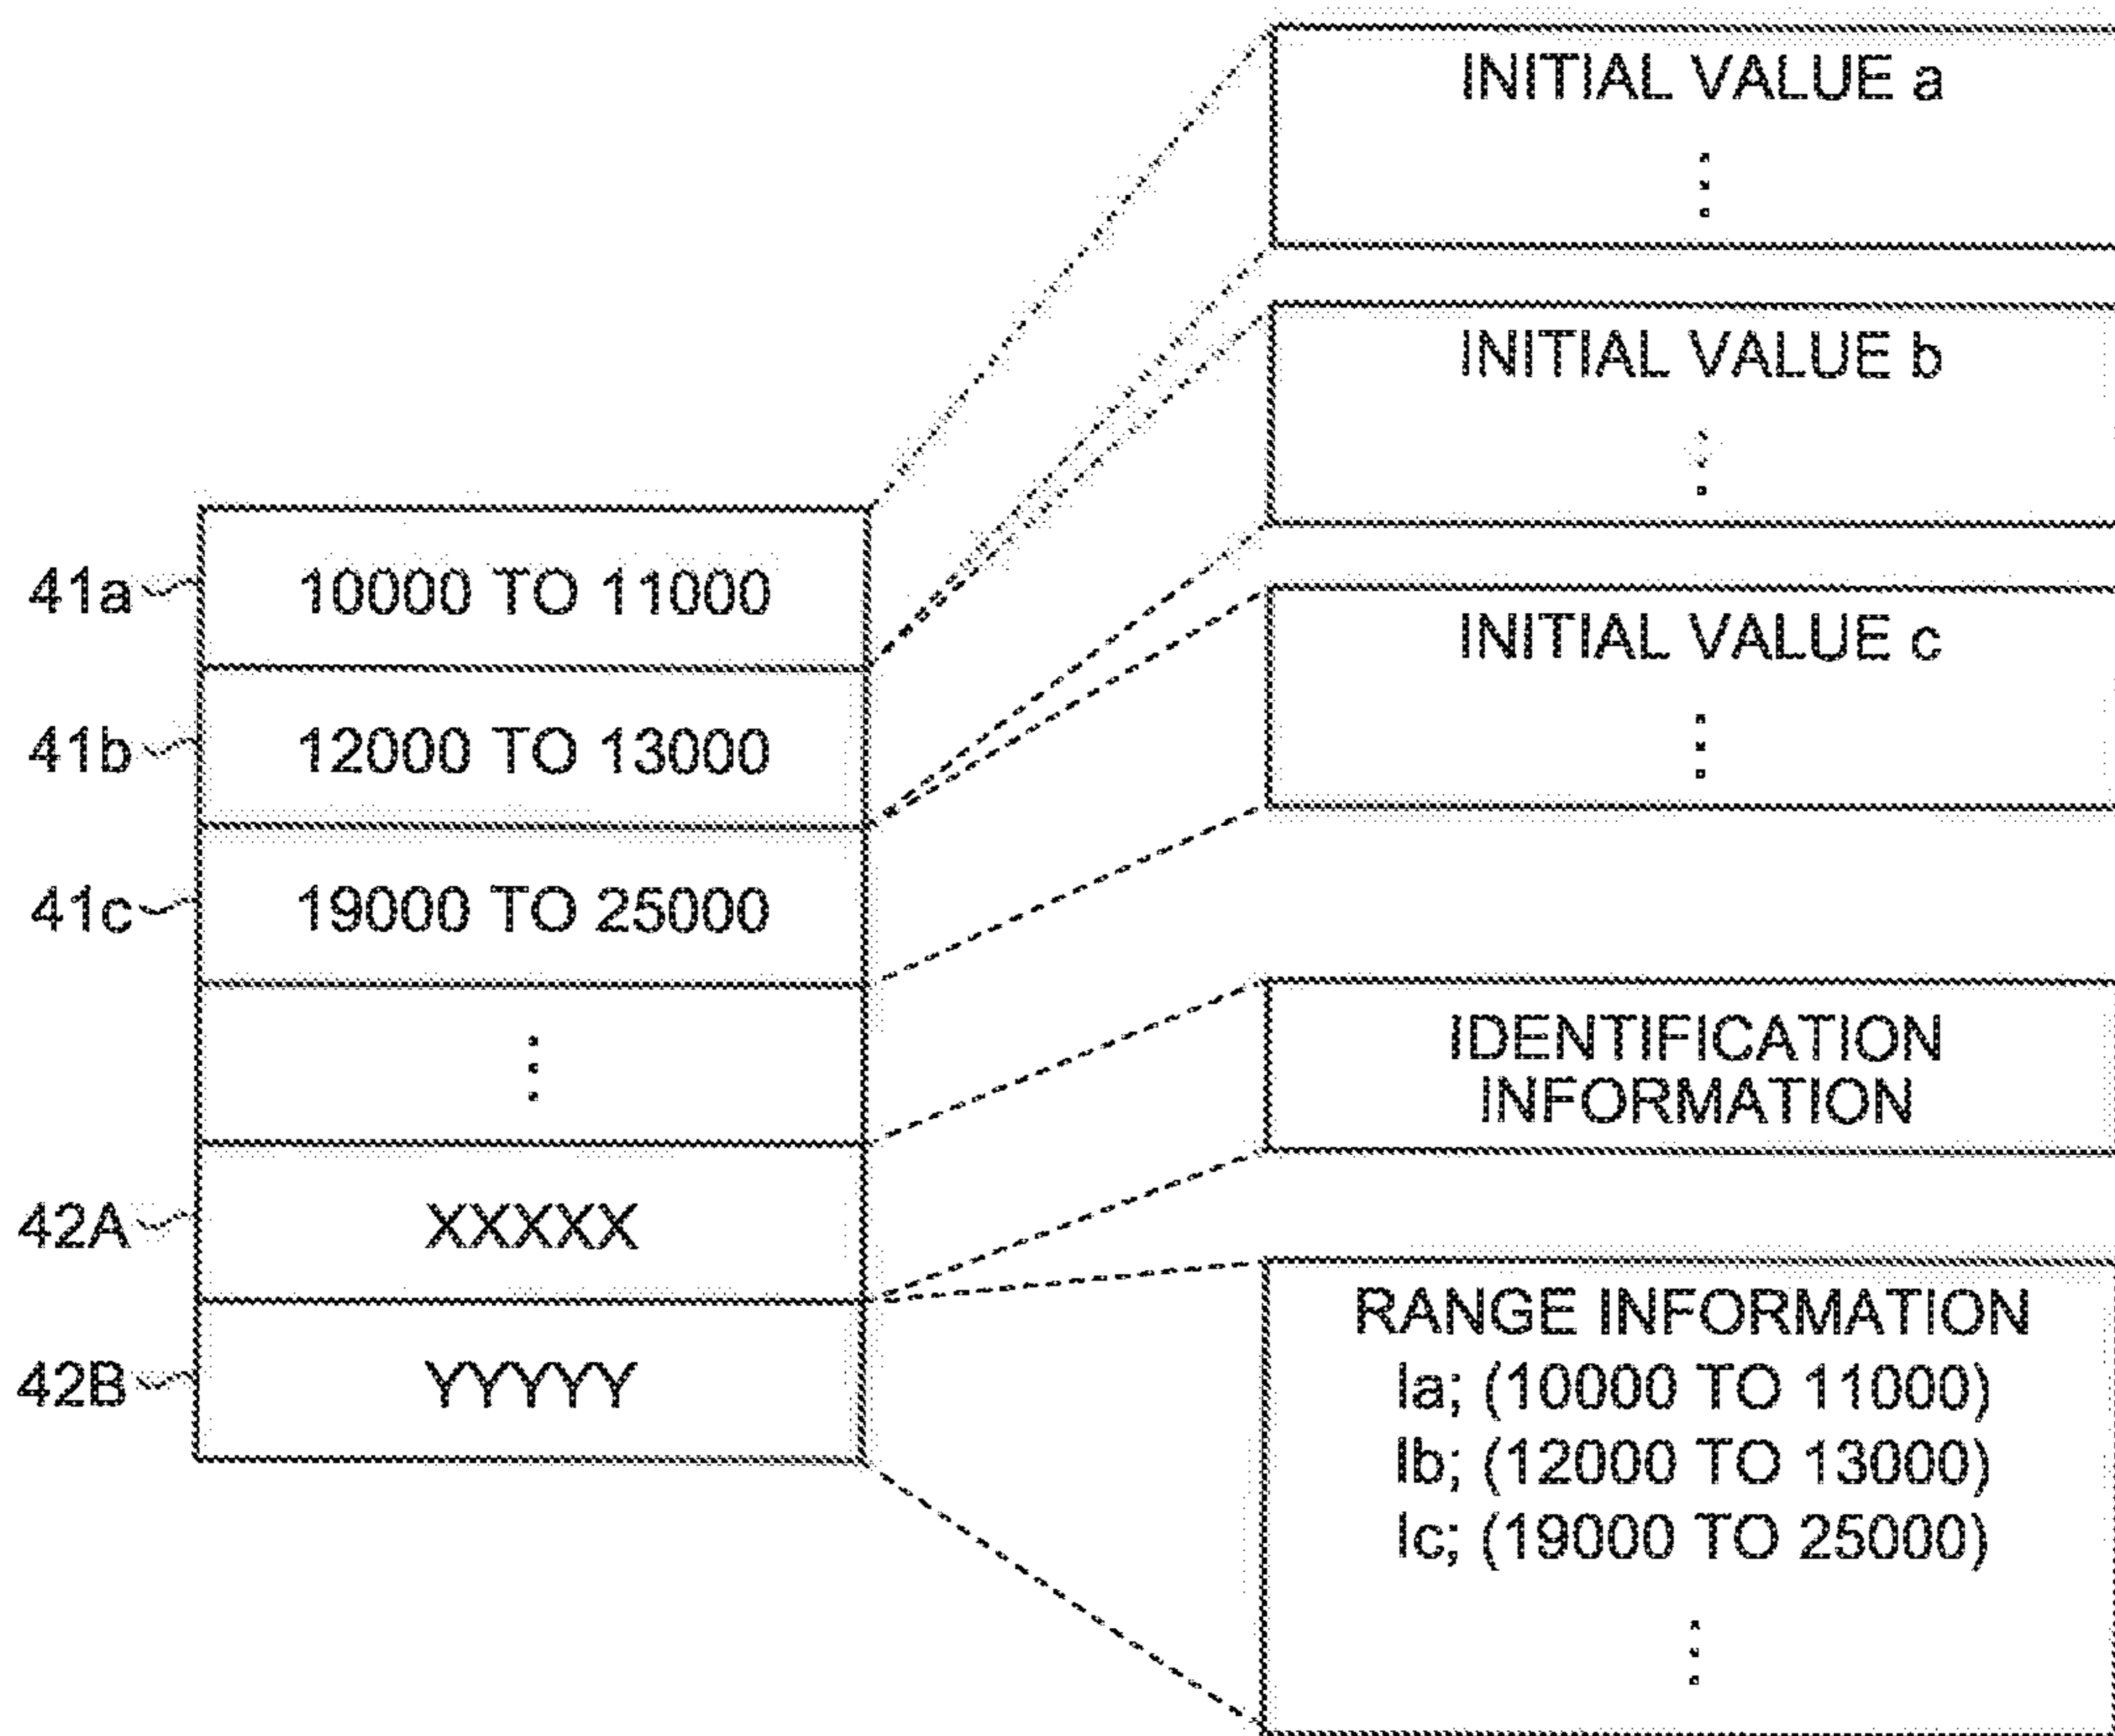 INITIAL VALUE a
INITIAL VALUE b
INITIAL VALUE c
41a 10000 TO 11000
41b 12000 TO 13000
41c 19000 TO 25000
42A XXXXX
42B YYYYY
IDENTIFICATION
INFORMATION
RANGE INFORMATION
Ia; (10000 TO 11000)
Ib; (12000 TO 13000)
Ic; (19000 TO 25000)